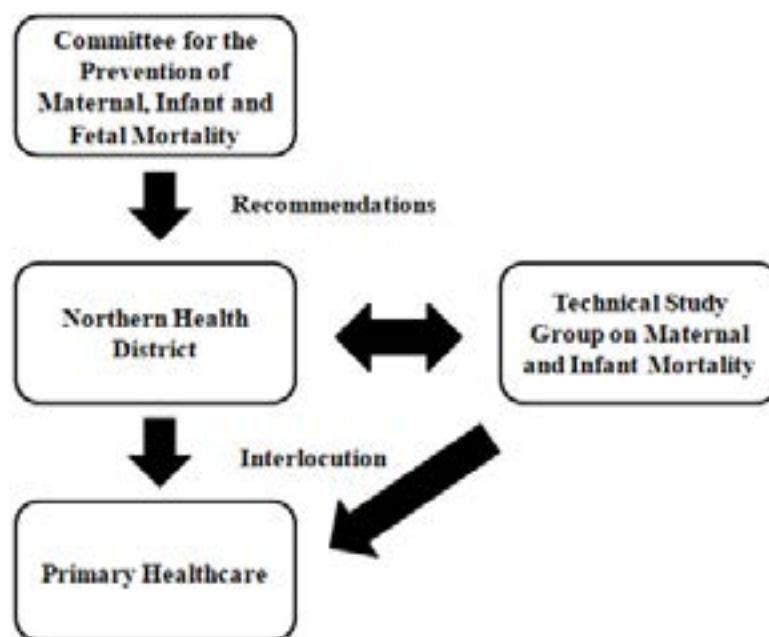 Committee for the
Prevention of
Maternal, Infant and
Fetal Mortality
Recommendations
Northern Health
District
Technical Study
Group on Maternal
and Infant Mortality
Interlocution
Primary Healthcare